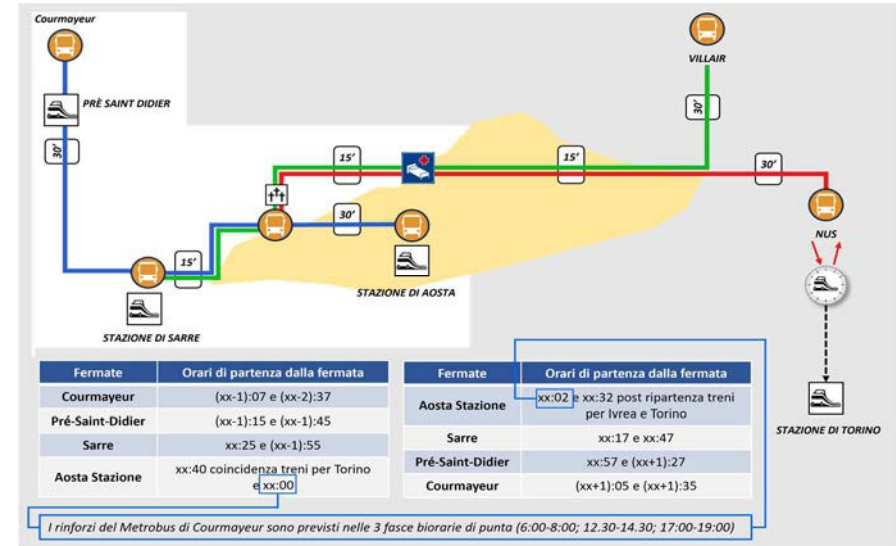 Courmayeur
VILLAIR
PRÈ SAINT DIDIER
30'
30'
15'
15'
30'
30'
15'
NUS
STAZIONE DI AOSTA
STAZIONE DI SARRE
STAZIONE DI TORINO
Fermate Orari di partenza dalla fermata
Courmayeur (xx-1):07 e (xx-2):37
Pré-Saint-Didier (xx-1):15 e (xx-1):45
Sarre xx:25 e (xx-1):55
Aosta Stazione xx:40 coincidenza treni per Torino
e xx:00
Fermate Orari di partenza dalla fermata
Aosta Stazione xx:02 e xx:32 post ripartenza treni
per Ivrea e Torino
Sarre xx:17 e xx:47
Pré-Saint-Didier xx:57 e (xx+1):27
Courmayeur (xx+1):05 e (xx+1):35
I rinforzi del Metrobus di Courmayeur sono previsti nelle 3 fasce biorarie di punta (6:00-8:00; 12.30-14.30; 17:00-19:00)